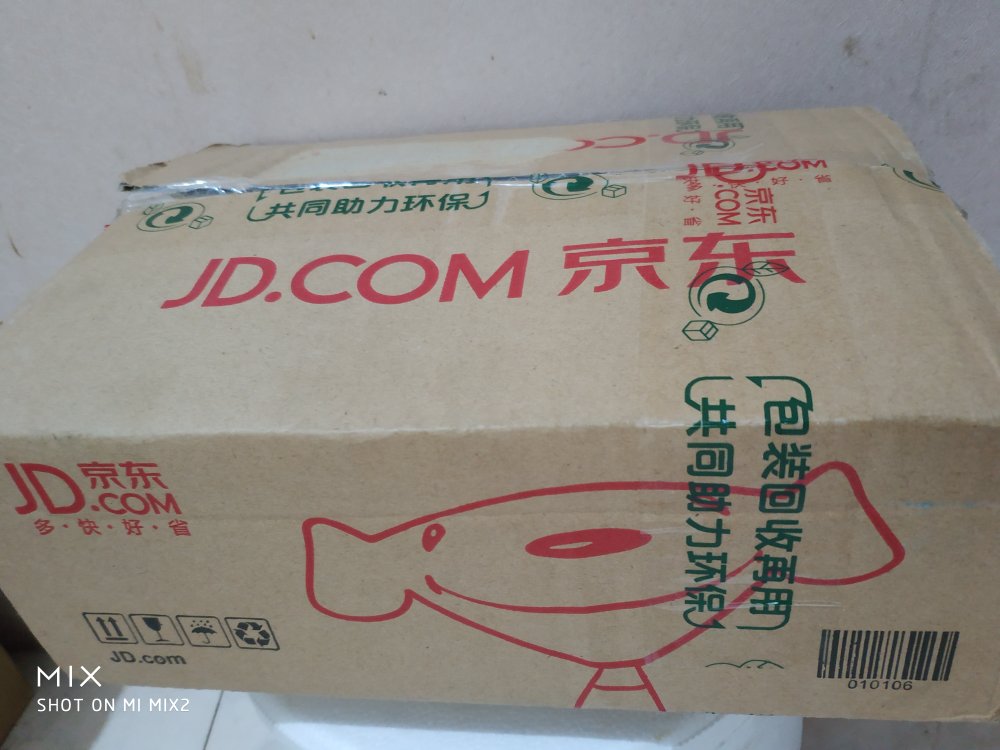 共同助力环保
JD.COM 京东
JD.COM
京东
好·省
JD京东
.COM
多·快·好·省
包装回收再用
共同助力环保
JD.com
010106
MIX
SHOT ON MI MIX2